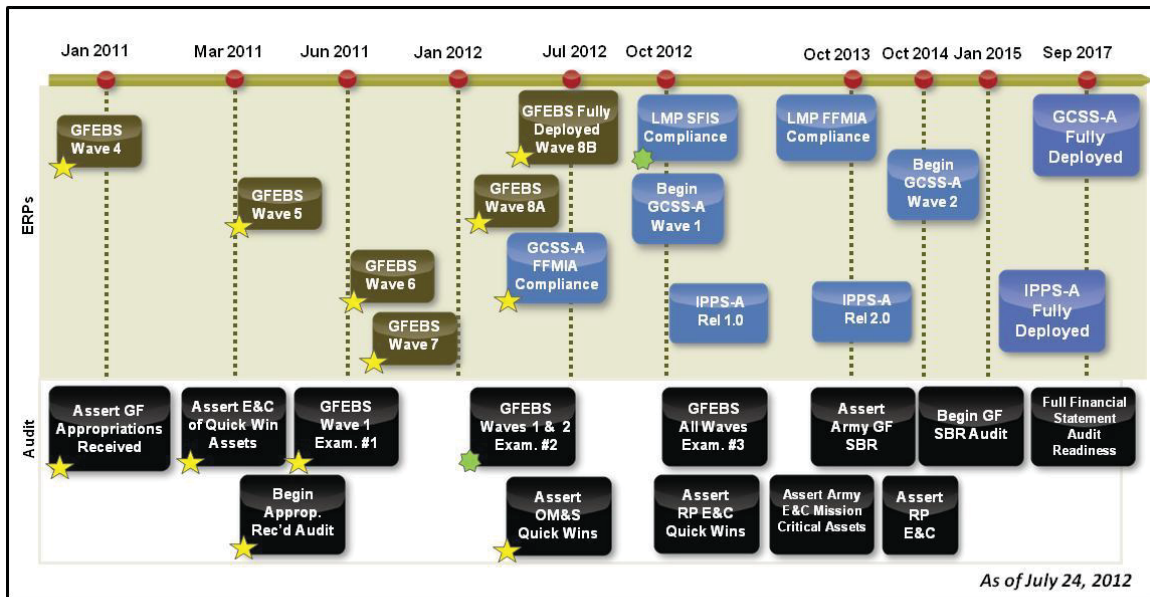 Jan 2011
Mar 2011
Jun 2011
Jan 2012
Jul 2012
Oct 2012
Oct 2013
Oct 2014
Jan 2015
Sep 2017
ERPs
GFEBS
Wave 4
GFEBS
Wave 5
GFEBS
Wave 6
GFEBS
Wave 7
GFEBS Fully
Deployed
Wave 8B
GFEBS
Wave 8A
GCSS-A
FFMIA
Compliance
LMP SFIS
Compliance
Begin
GCSS-A
Wave 1
IPPS-A
Rel 1.0
LMP FFMIA
Compliance
IPPS-A
Rel 2.0
Begin
GCSS-A
Wave 2
GCSS-A
Fully
Deployed
IPPS-A
Fully
Deployed
Audit
Assert GF
Appropriations
Received
Assert E&C
of Quick Win
Assets
GFEBS
Wave 1
Exam. #1
GFEBS
Waves 1 & 2
Exam. #2
GFEBS
All Waves
Exam. #3
Assert
Army GF
SBR
Begin GF
SBR Audit
Full Financial
Statement
Audit
Readiness
Begin
Approp.
Rec'd Audit
Assert
OM&S
Quick Wins
Assert
RP E&C
Quick Wins
Assert Army
E&C Mission
Critical Assets
Assert
RP
E&C
As of July 24, 2012